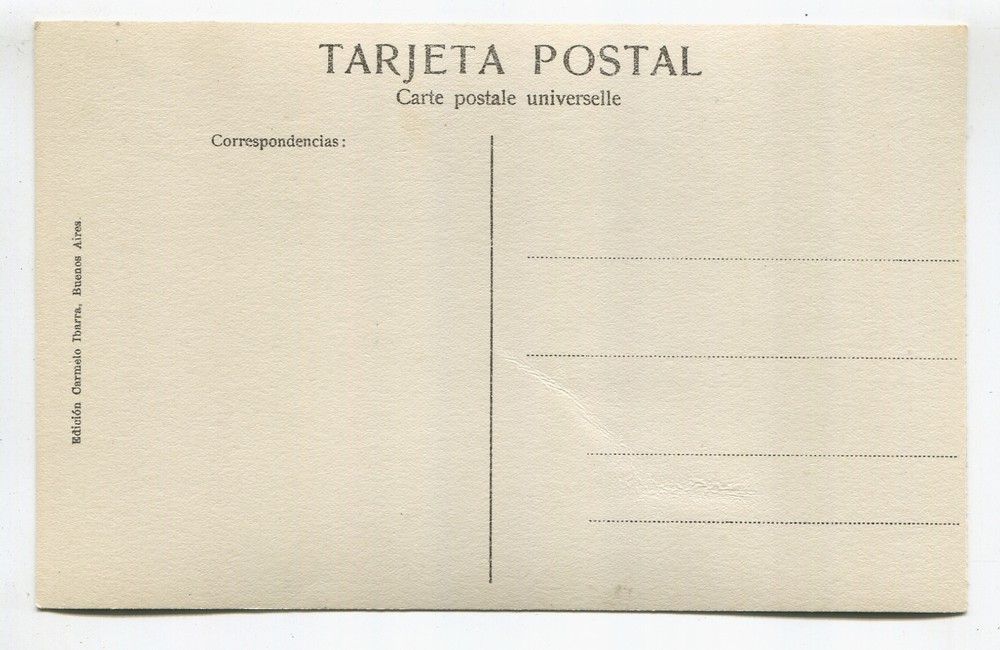 TARJETA POSTAL
Carte postale universelle
Correspondencias:
Edición Carmelo Ibarra, Buenos Aires.